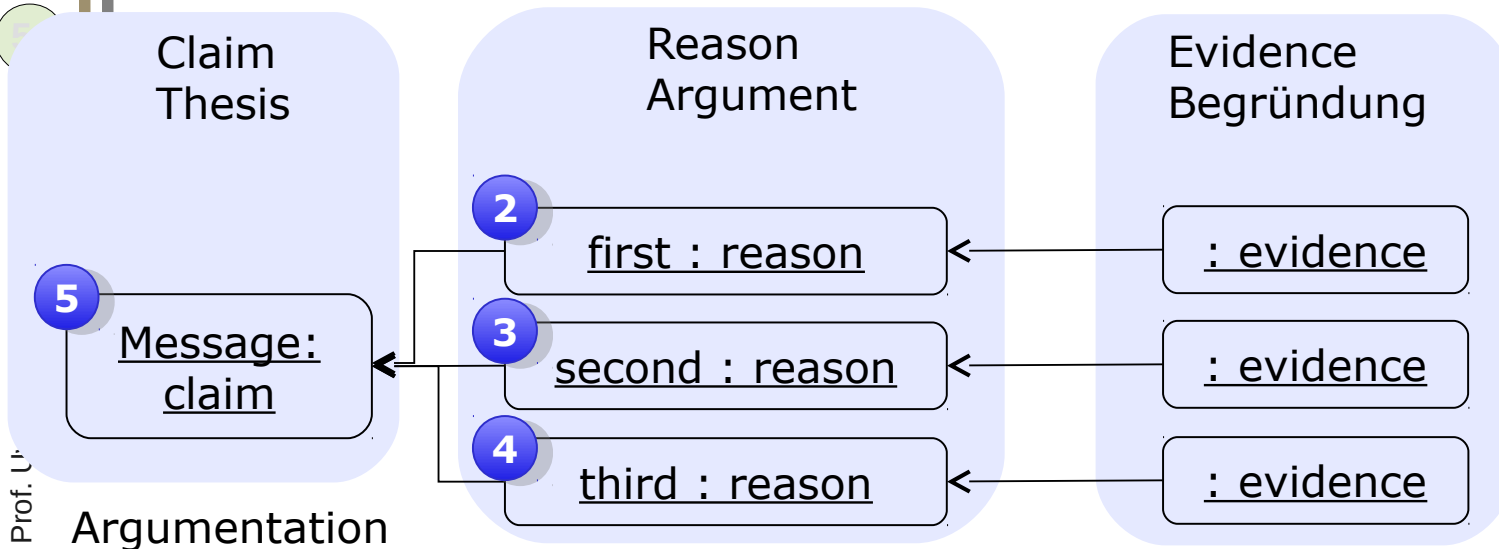 Claim
Thesis
Reason
Argument
Evidence
Begründung
2
first : reason
: evidence
5
Message:
claim
3
second : reason
: evidence
4
third : reason
: evidence
Prof.
Argumentation